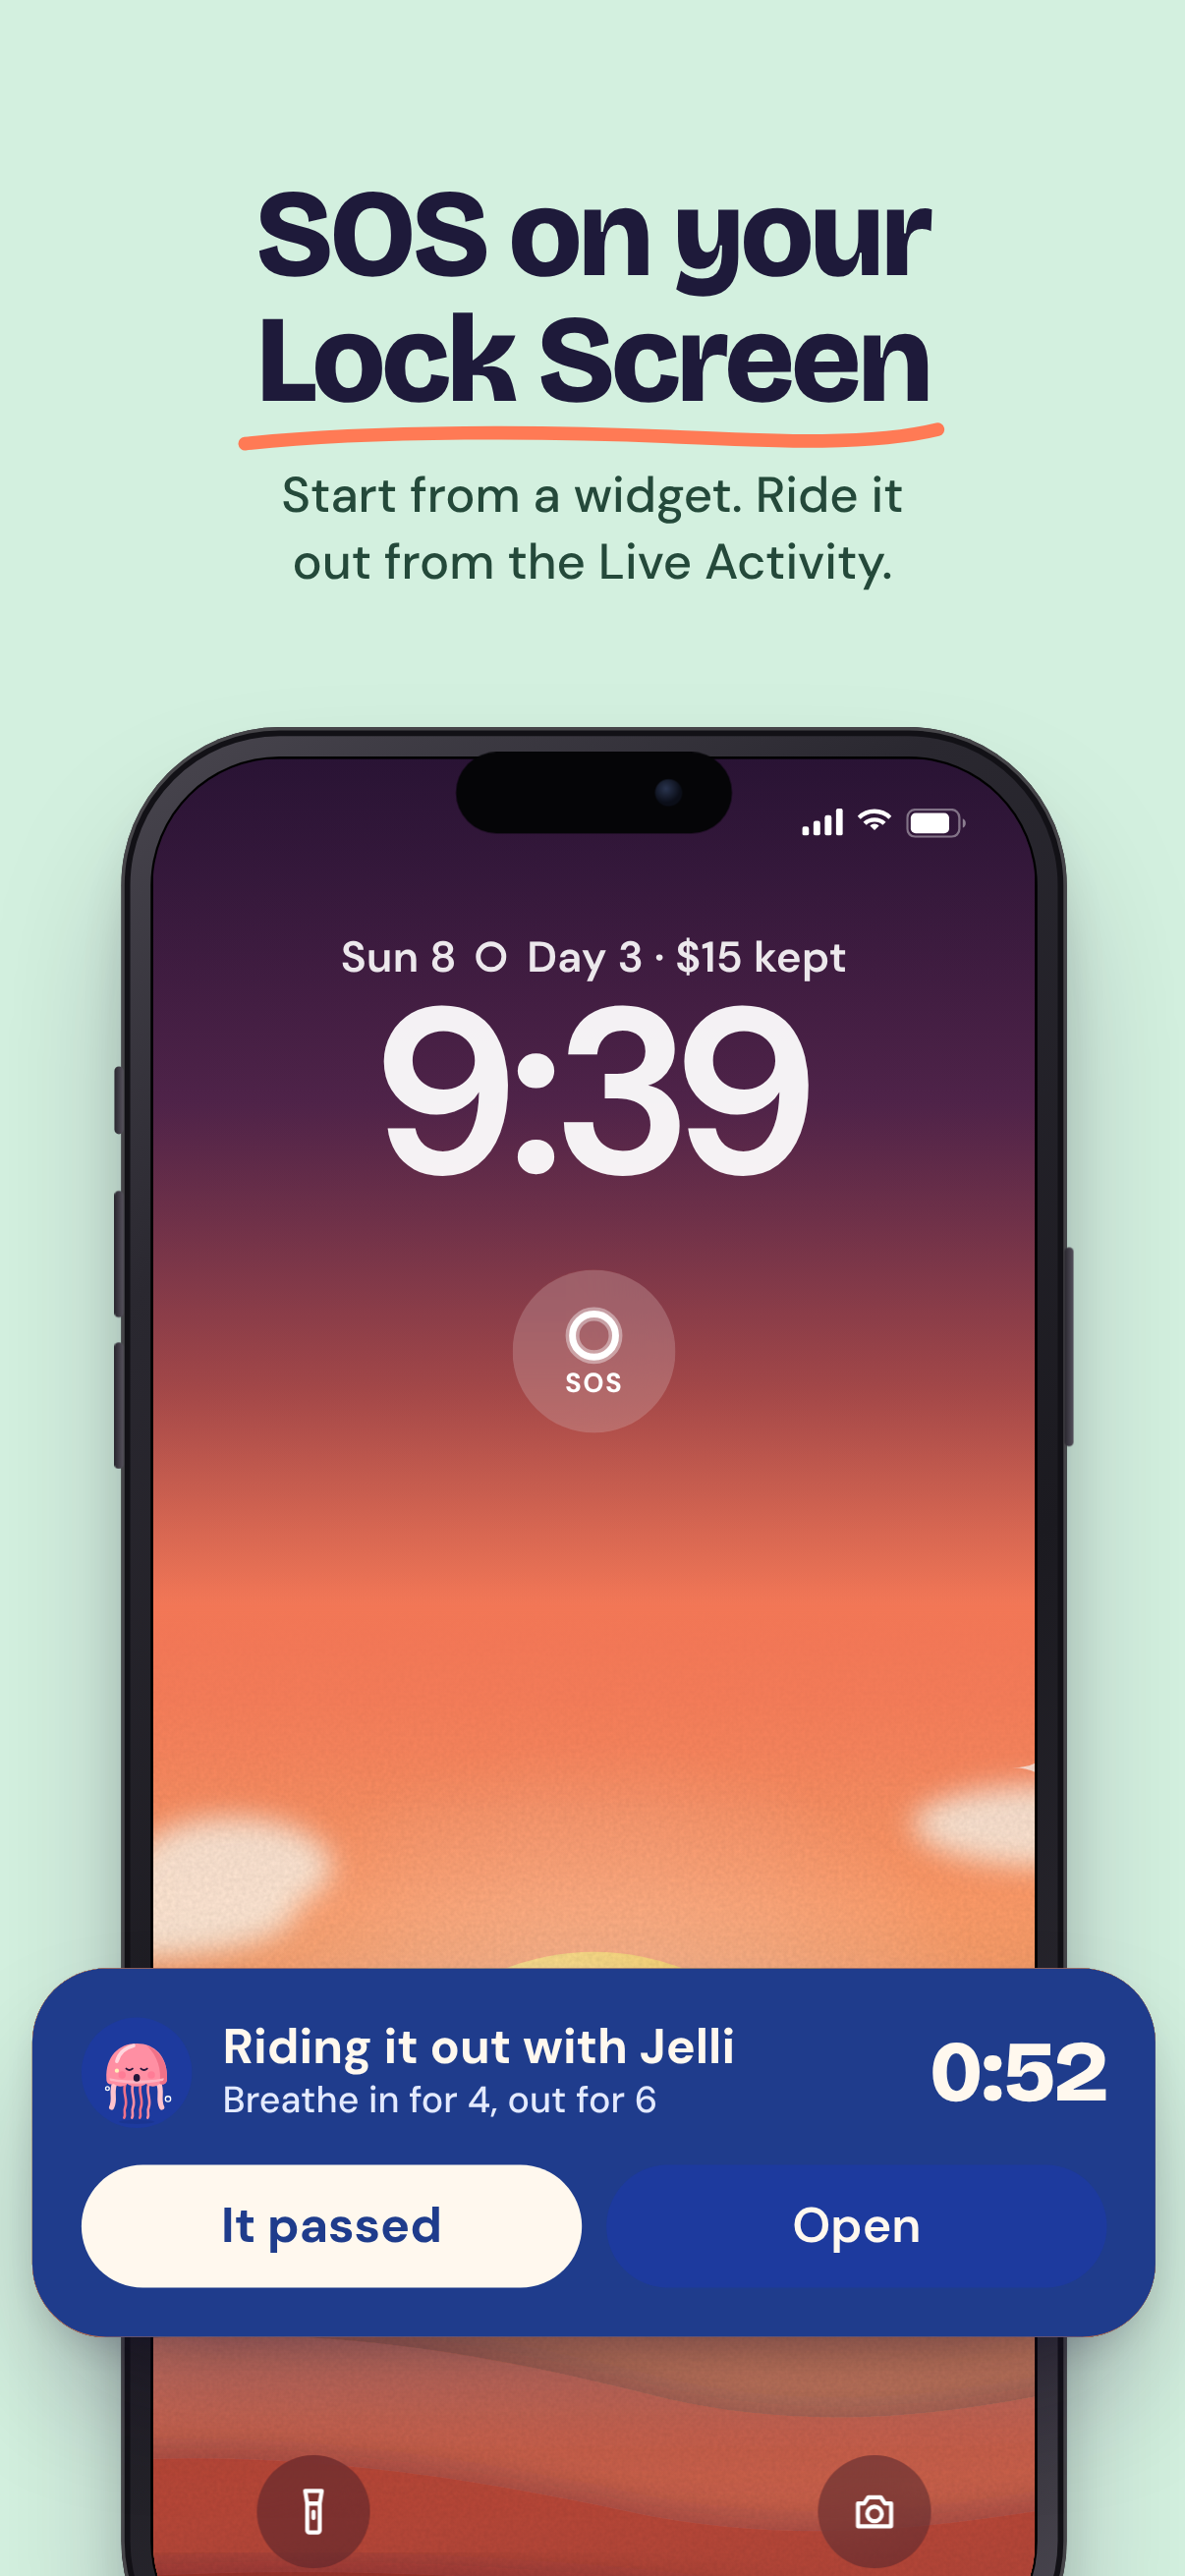 SOS on your
Lock Screen
Start from a widget. Ride it
out from the Live Activity.
Sun 8 Day 3 · $15 kept
9:39
SOS
Riding it out with Jelli
Breathe in for 4, out for 6
0:52
It passed
Open